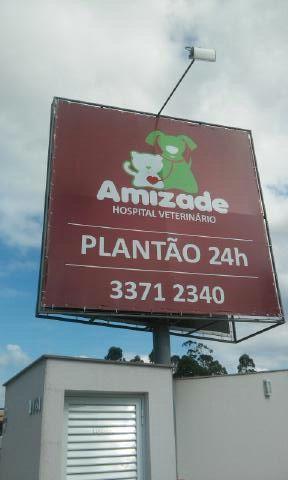 Amizade
HOSPITAL VETERINÁRIO
PLANTÃO 24h
3371 2340